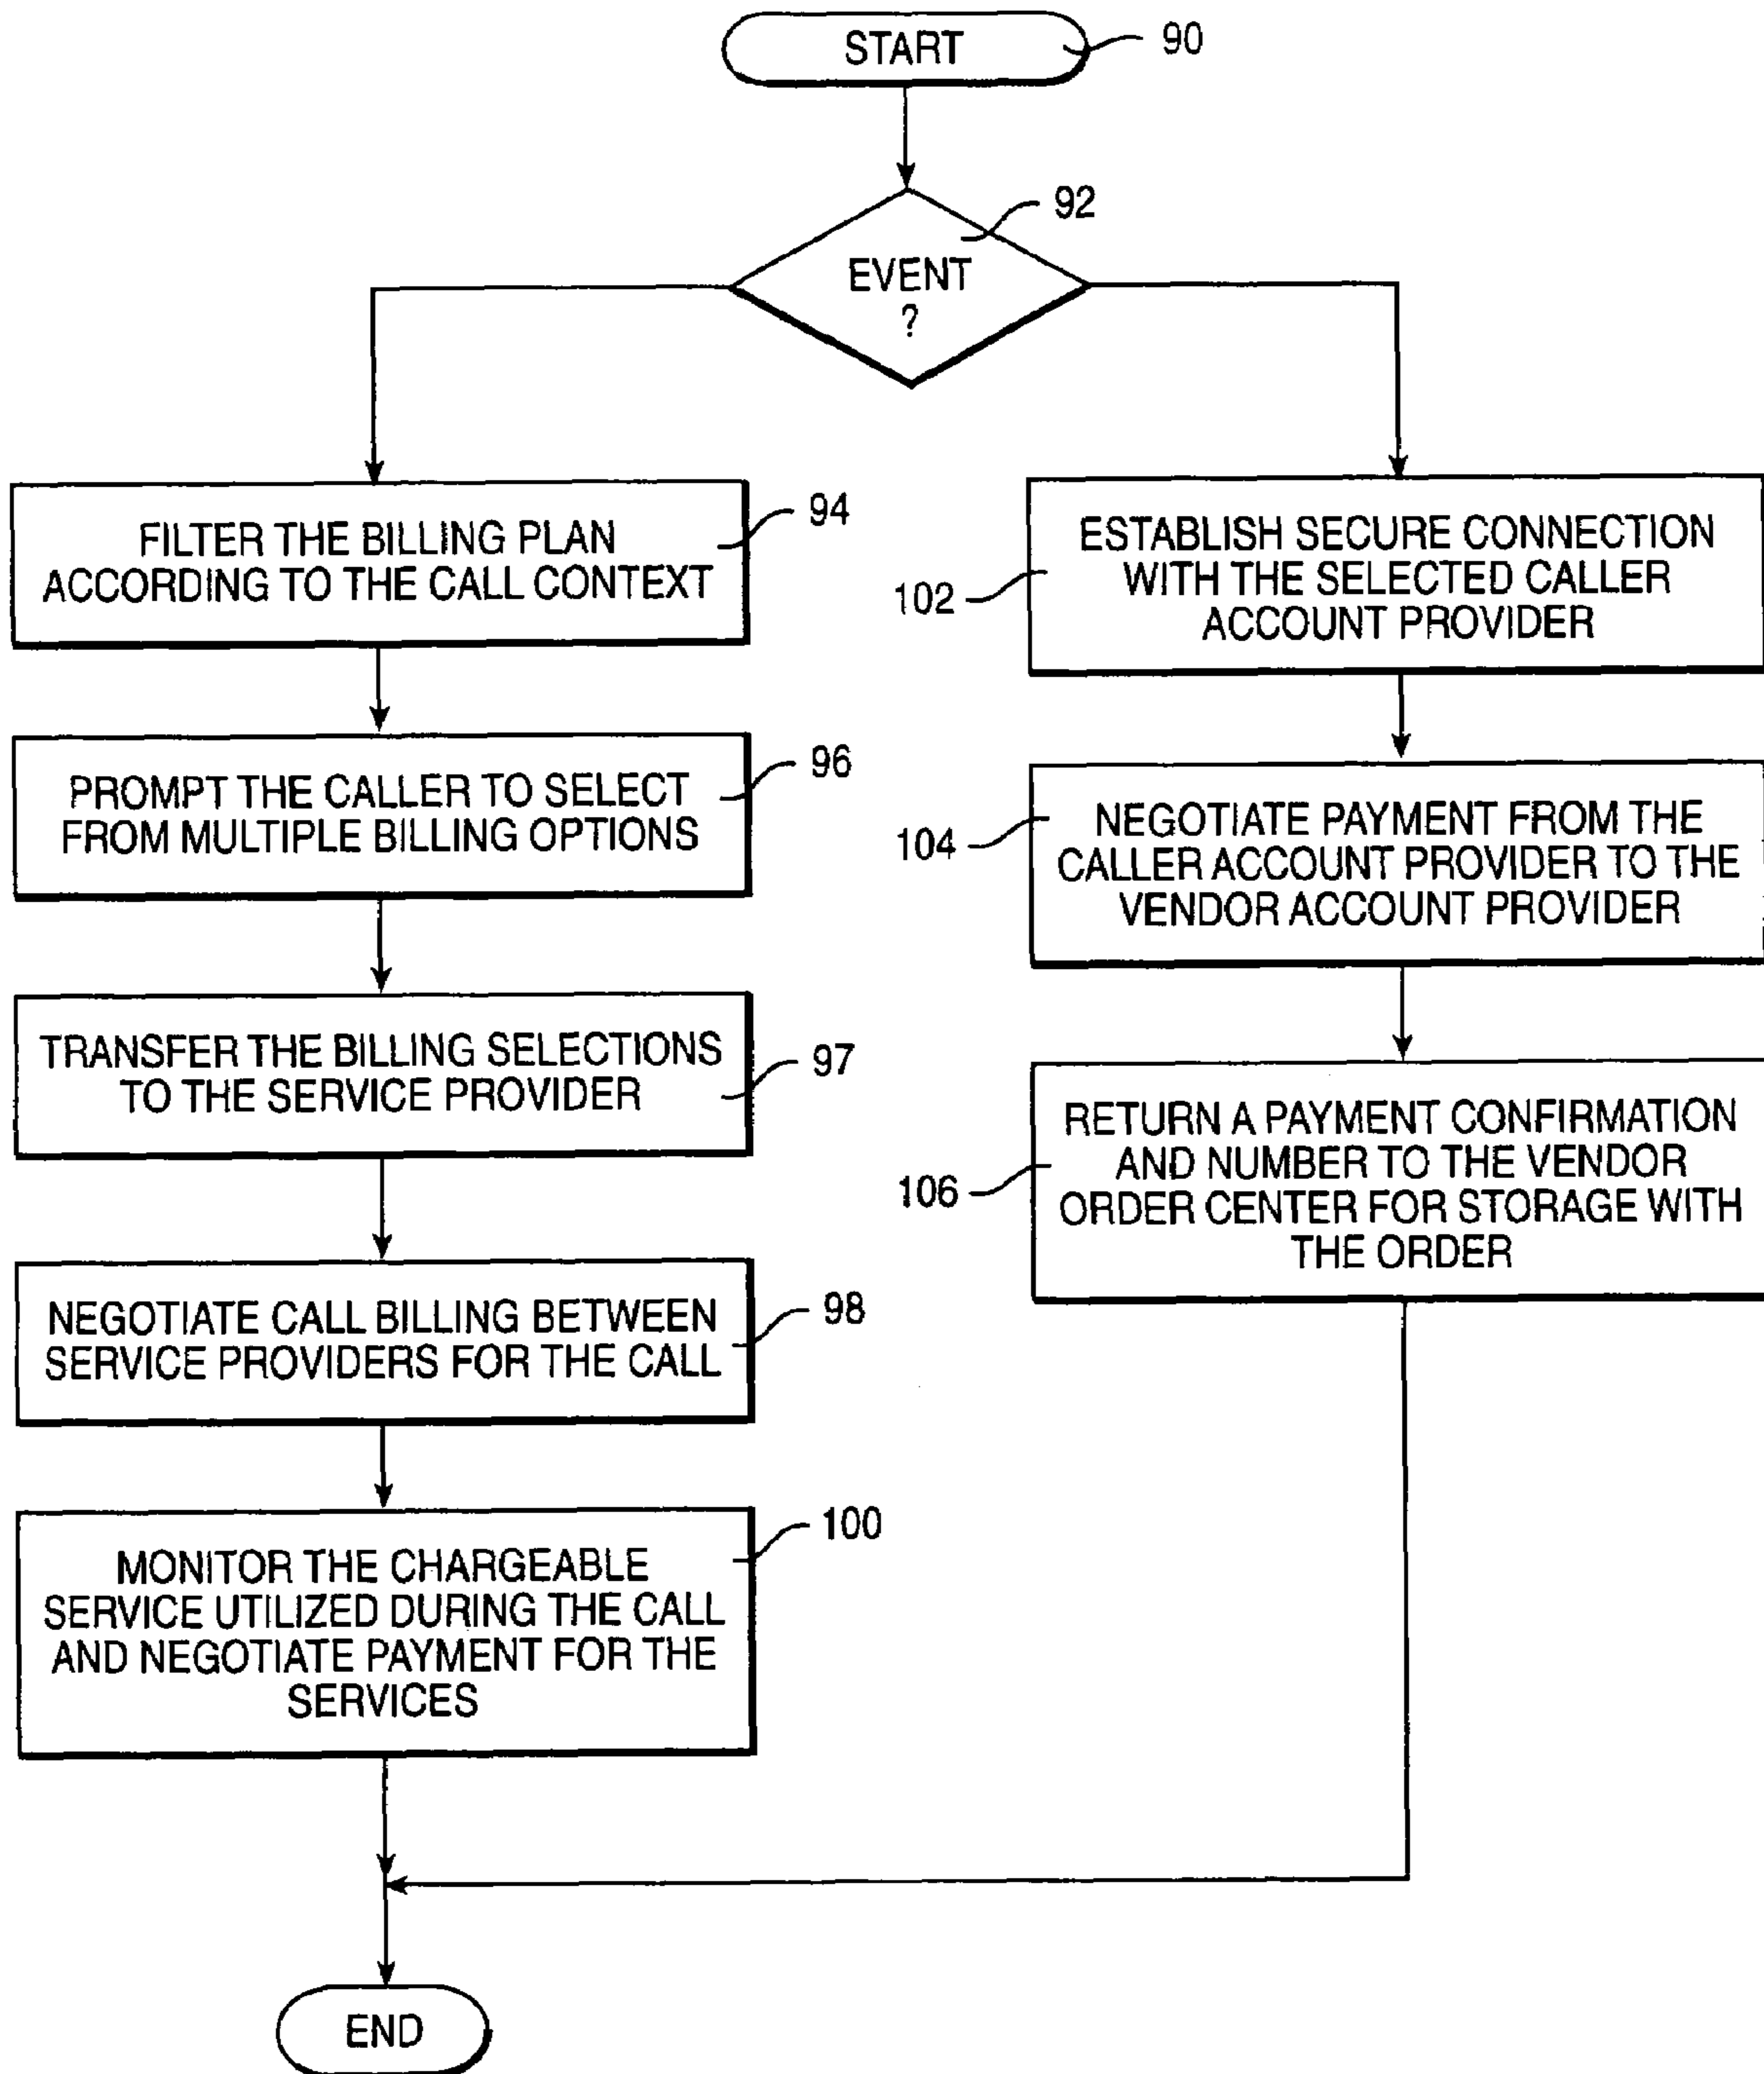 START
90
92
EVENT
?
94
FILTER THE BILLING PLAN
ACCORDING TO THE CALL CONTEXT
96
PROMPT THE CALLER TO SELECT
FROM MULTIPLE BILLING OPTIONS
97
TRANSFER THE BILLING SELECTIONS
TO THE SERVICE PROVIDER
98
NEGOTIATE CALL BILLING BETWEEN
SERVICE PROVIDERS FOR THE CALL
100
MONITOR THE CHARGEABLE
SERVICE UTILIZED DURING THE CALL
AND NEGOTIATE PAYMENT FOR THE
SERVICES
102
ESTABLISH SECURE CONNECTION
WITH THE SELECTED CALLER
ACCOUNT PROVIDER
104
NEGOTIATE PAYMENT FROM THE
CALLER ACCOUNT PROVIDER TO THE
VENDOR ACCOUNT PROVIDER
106
RETURN A PAYMENT CONFIRMATION
AND NUMBER TO THE VENDOR
ORDER CENTER FOR STORAGE WITH
THE ORDER
END